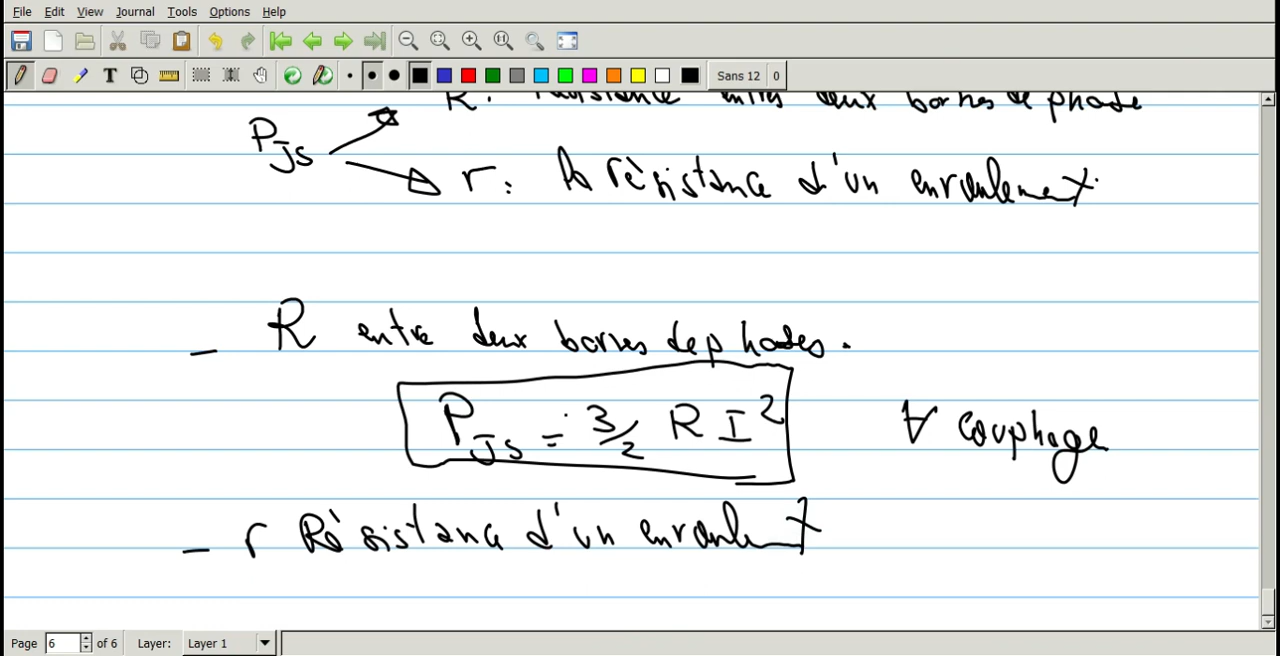 File Edit View Journal Tools Options Help
Sans 12 0
R: résistance entre deux bornes de phase
PJS
r: la résistance d'un enroulement.
- R entre deux bornes de phases.
PJS = 3/2 R I² ∀ couphage
- r Résistance d'un enroulemt
Page 6 of 6 Layer: Layer 1